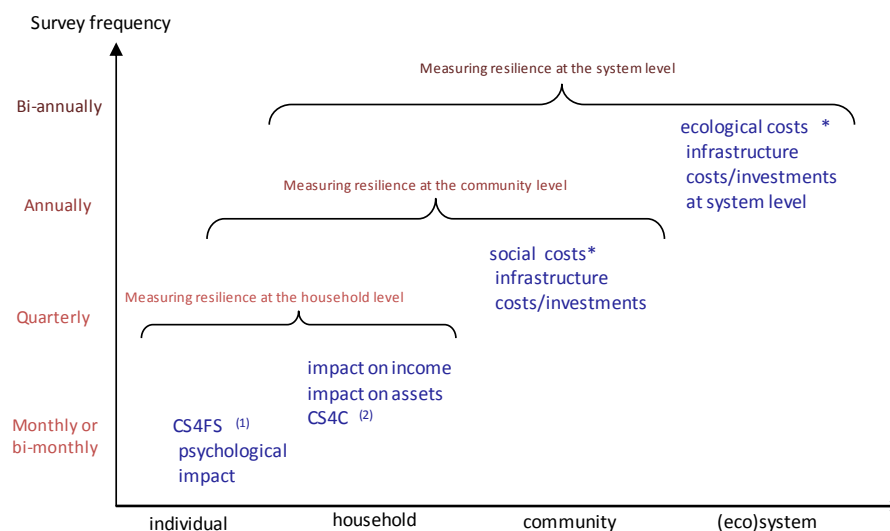 Survey frequency
Measuring resilience at the system level
Bi-annually
ecological costs *
infrastructure
costs/investments
at system level
Measuring resilience at the community level
Annually
social costs*
infrastructure
costs/investments
Measuring resilience at the household level
Quarterly
impact on income
impact on assets
CS4C (2)
Monthly or
bi-monthly
CS4FS (1)
psychological
impact
individual household community (eco)system